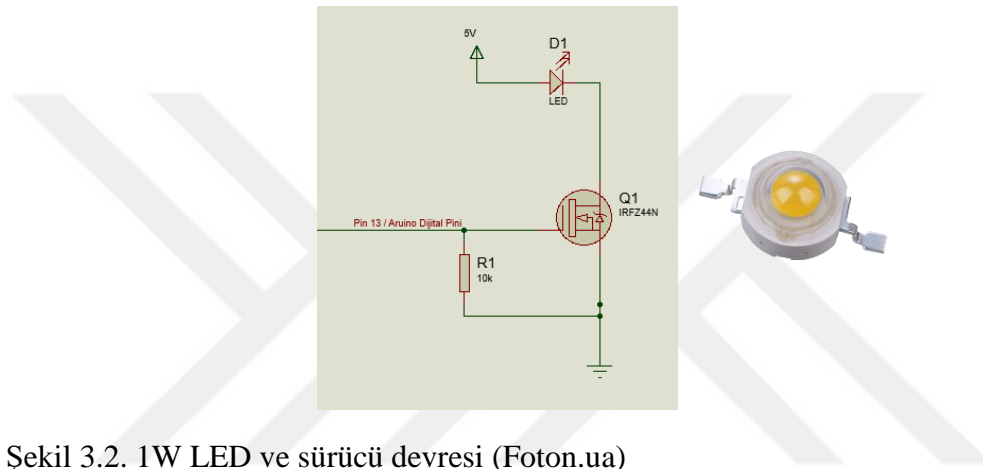 5V
D1
LED
Q1
IRFZ44N
Pin 13 / Aruino Dijital Pini
R1
10k
Şekil 3.2. 1W LED ve sürücü devresi (Foton.ua)